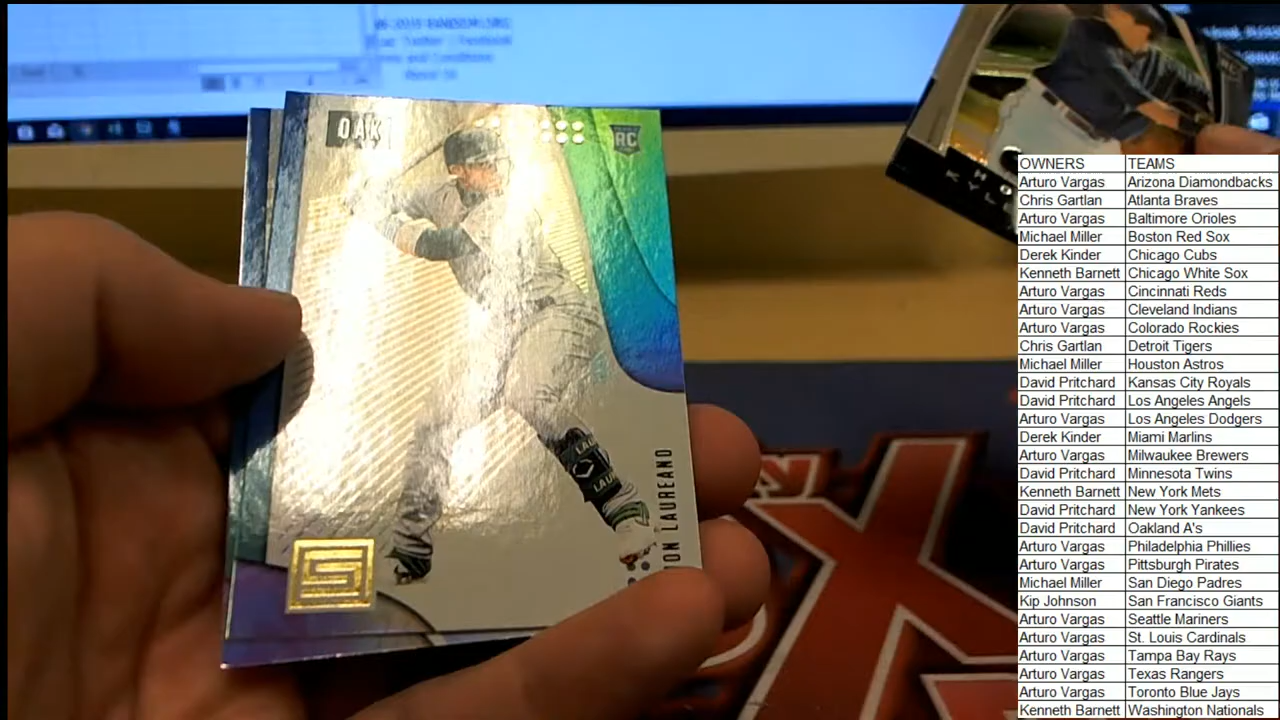 OAK
RC
ON LAUREANO
OWNERS TEAMS
Arturo Vargas Arizona Diamondbacks
Chris Gartlan Atlanta Braves
Arturo Vargas Baltimore Orioles
Michael Miller Boston Red Sox
Derek Kinder Chicago Cubs
Kenneth Barnett Chicago White Sox
Arturo Vargas Cincinnati Reds
Arturo Vargas Cleveland Indians
Arturo Vargas Colorado Rockies
Chris Gartlan Detroit Tigers
Michael Miller Houston Astros
David Pritchard Kansas City Royals
David Pritchard Los Angeles Angels
Arturo Vargas Los Angeles Dodgers
Derek Kinder Miami Marlins
Arturo Vargas Milwaukee Brewers
David Pritchard Minnesota Twins
Kenneth Barnett New York Mets
David Pritchard New York Yankees
David Pritchard Oakland A's
Arturo Vargas Philadelphia Phillies
Arturo Vargas Pittsburgh Pirates
Michael Miller San Diego Padres
Kip Johnson San Francisco Giants
Arturo Vargas Seattle Mariners
Arturo Vargas St. Louis Cardinals
Arturo Vargas Tampa Bay Rays
Arturo Vargas Texas Rangers
Arturo Vargas Toronto Blue Jays
Kenneth Barnett Washington Nationals